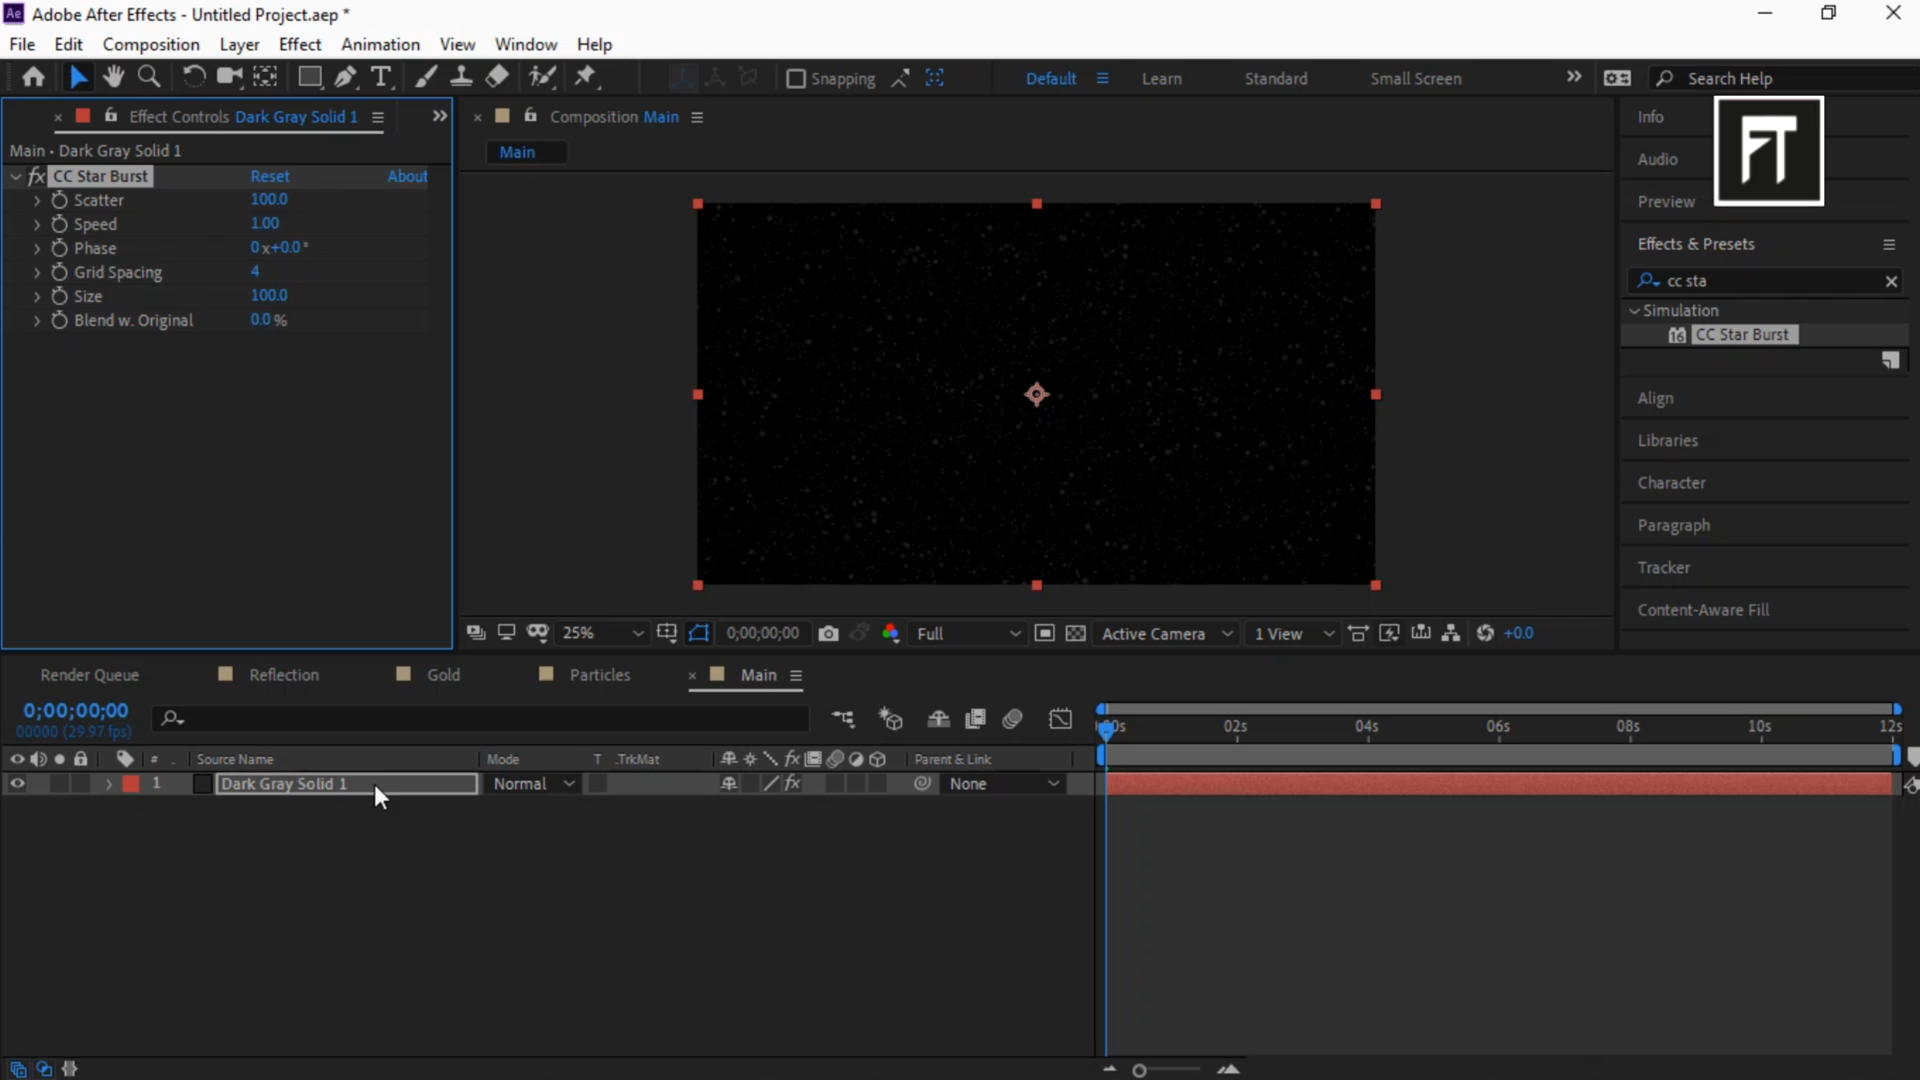 Ae Adobe After Effects - Untitled Project.aep *
File Edit Composition Layer Effect Animation View Window Help
Snapping Default Learn Standard Small Screen Search Help
Effect Controls Dark Gray Solid 1
Main • Dark Gray Solid 1
fx CC Star Burst Reset About
Scatter 100.0
Speed 1.00
Phase 0x+0.0°
Grid Spacing 4
Size 100.0
Blend w. Original 0.0 %
Composition Main
Main
25% 0;00;00;00 Full Active Camera 1 View +0.0
Info
Audio
Preview
FT
Effects & Presets
cc sta
Simulation
16 CC Star Burst
Align
Libraries
Character
Paragraph
Tracker
Content-Aware Fill
Render Queue Reflection Gold Particles Main
0;00;00;00
00000 (29.97 fps)
02s 04s 06s 08s 10s 12s
# Source Name Mode T .TrkMat fx Parent & Link
1 Dark Gray Solid 1 Normal fx None